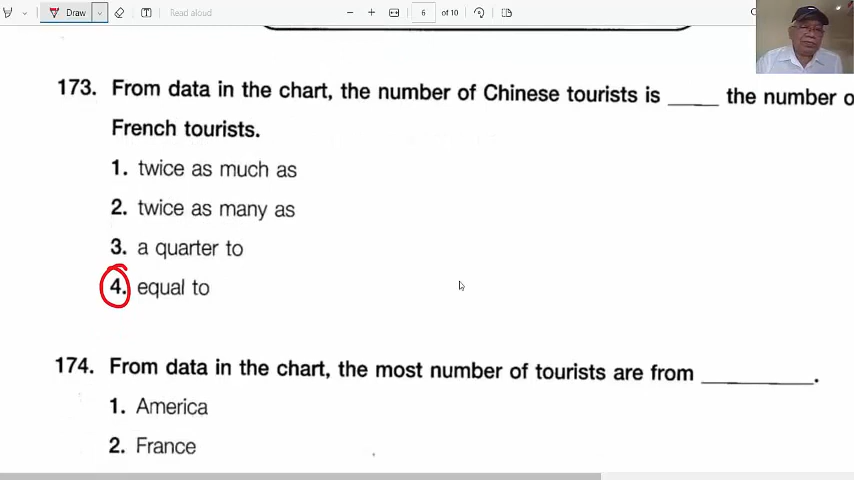 Draw
Read aloud
6 of 10
173. From data in the chart, the number of Chinese tourists is _____ the number o
French tourists.
1. twice as much as
2. twice as many as
3. a quarter to
4. equal to
174. From data in the chart, the most number of tourists are from __________.
1. America
2. France